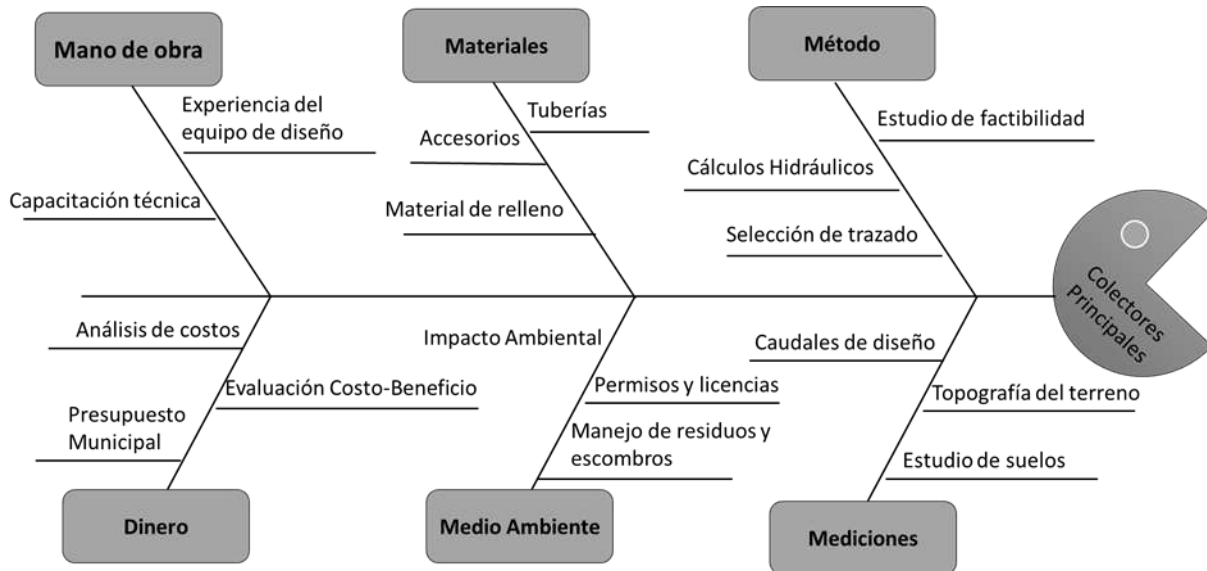 Mano de obra
Materiales
Método
Experiencia del
equipo de diseño
Tuberías
Accesorios
Estudio de factibilidad
Cálculos Hidráulicos
Capacitación técnica
Material de relleno
Selección de trazado
Colectores
Principales
Análisis de costos
Impacto Ambiental
Caudales de diseño
Evaluación Costo-Beneficio
Permisos y licencias
Topografía del terreno
Presupuesto
Municipal
Manejo de residuos y
escombros
Estudio de suelos
Dinero
Medio Ambiente
Mediciones